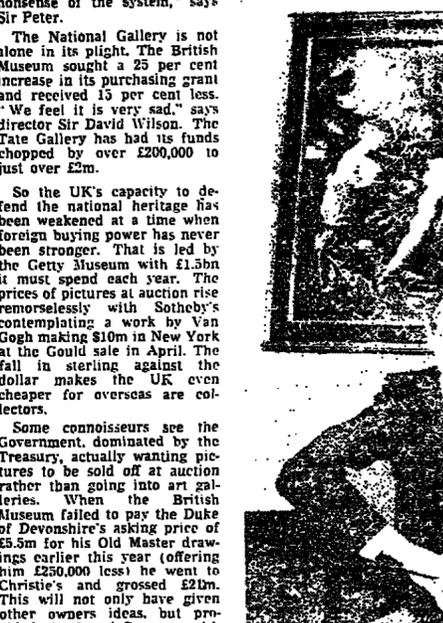 nonsense of the system," says
Sir Peter.
The National Gallery is not
alone in its plight. The British
Museum sought a 25 per cent
increase in its purchasing grant
and received 15 per cent less.
"We feel it is very sad," says
director Sir David Wilson. The
Tate Gallery has had its funds
chopped by over £200,000 to
just over £2m.
So the UK's capacity to de-
fend the national heritage has
been weakened at a time when
foreign buying power has never
been stronger. That is led by
the Getty Museum with £1.5bn
it must spend each year. The
prices of pictures at auction rise
remorselessly with Sotheby's
contemplating a work by Van
Gogh making $10m in New York
at the Gould sale in April. The
fall in sterling against the
dollar makes the UK even
cheaper for overseas are col-
lectors.
Some connoisseurs see the
Government, dominated by the
Treasury, actually wanting pic-
tures to be sold off at auction
rather than going into art gal-
leries. When the British
Museum failed to pay the Duke
of Devonshire's asking price of
£5.5m for his Old Master draw-
ings earlier this year (offering
him £250,000 less) he went to
Christie's and grossed £21m.
This will not only have given
other owners ideas, but pro-